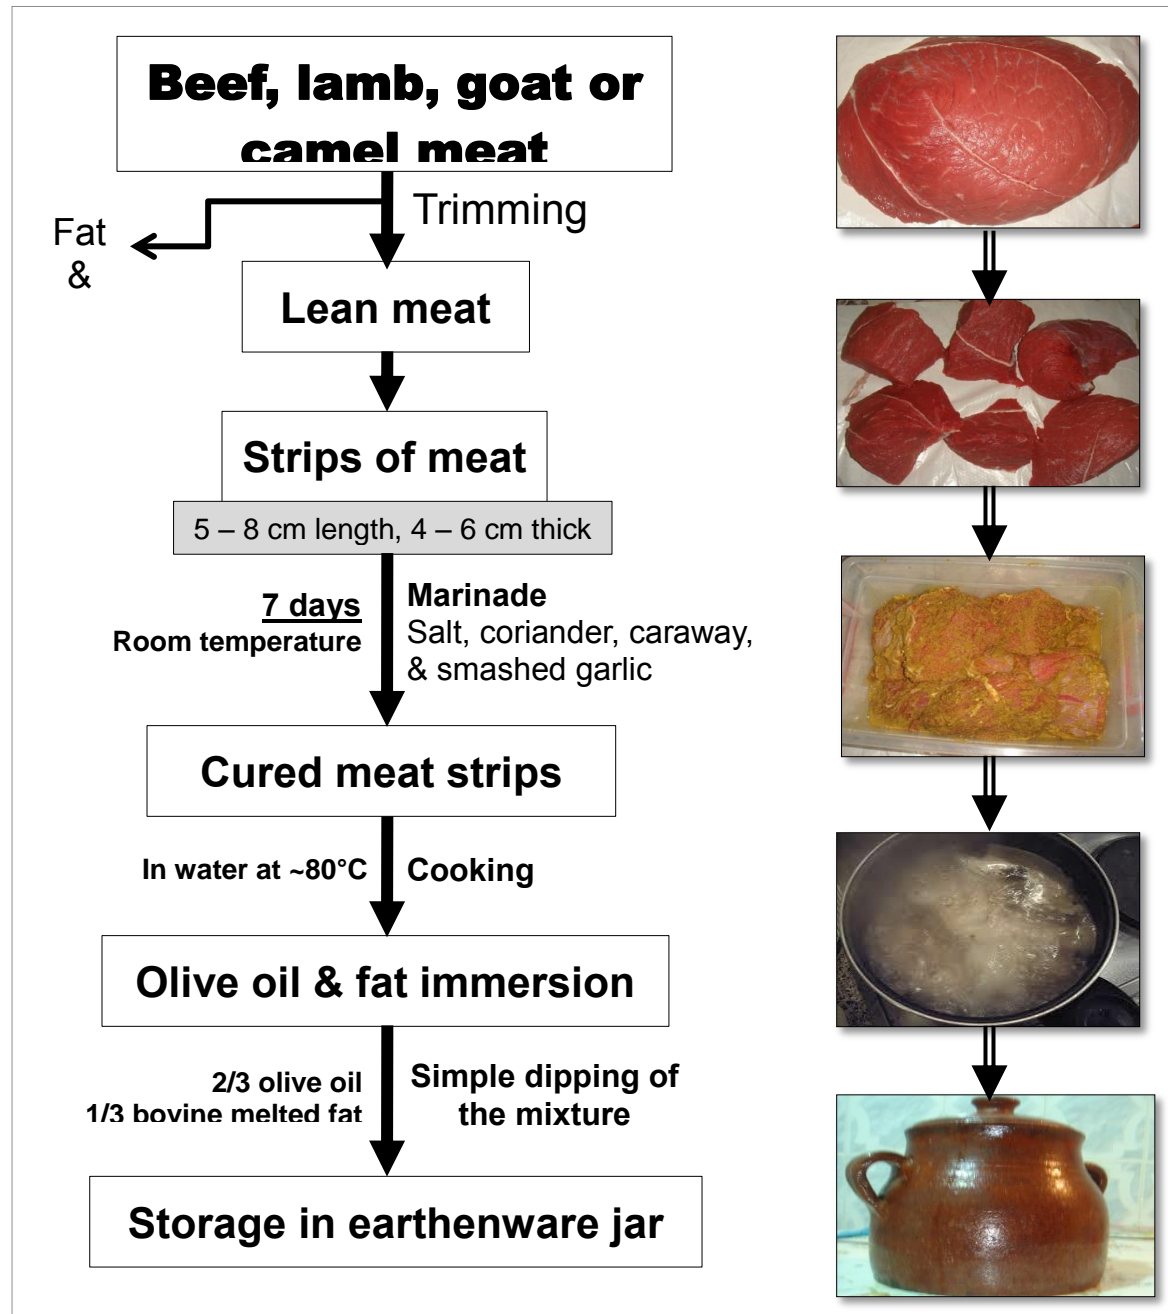 Beef, lamb, goat or
camel meat
Trimming
Fat
&
Lean meat
Strips of meat
5 – 8 cm length, 4 – 6 cm thick
7 days
Room temperature
Marinade
Salt, coriander, caraway,
& smashed garlic
Cured meat strips
In water at ~80°C
Cooking
Olive oil & fat immersion
2/3 olive oil
1/3 bovine melted fat
Simple dipping of
the mixture
Storage in earthenware jar